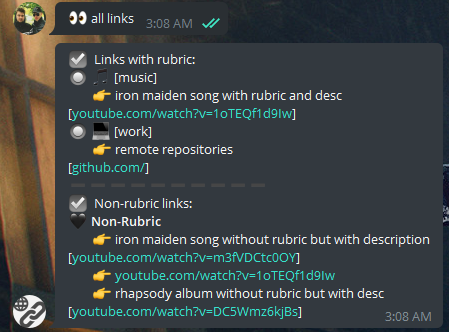 👀 all links 3:08 AM
☑ Links with rubric:
🔘 🎵 [music]
👉 iron maiden song with rubric and desc
[youtube.com/watch?v=1oTEQf1d9Iw]
🔘 💻 [work]
👉 remote repositories
[github.com/]
— — — — — — — — — —
☑ Non-rubric links:
🖤 Non-Rubric
👉 iron maiden song without rubric but with description
[youtube.com/watch?v=m3fVDCtc0OY]
👉 youtube.com/watch?v=1oTEQf1d9Iw
👉 rhapsody album without rubric but with desc
[youtube.com/watch?v=DC5Wmz6kjBs]
3:08 AM